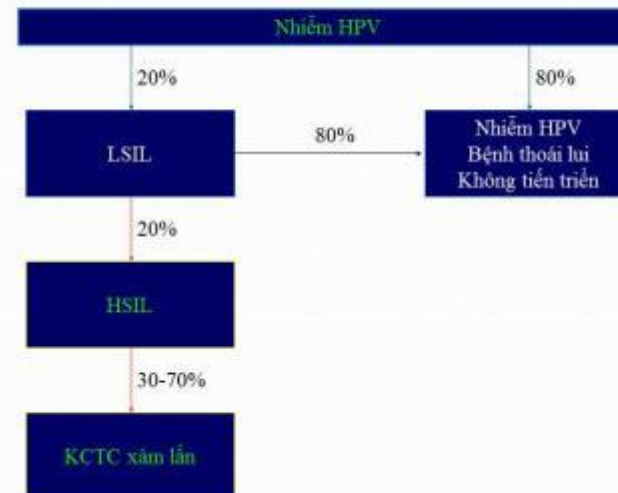 Nhiễm HPV
20%
80%
LSIL
80%
Nhiễm HPV
Bệnh thoái lui
Không tiến triển
20%
HSIL
30-70%
KCTC xâm lấn